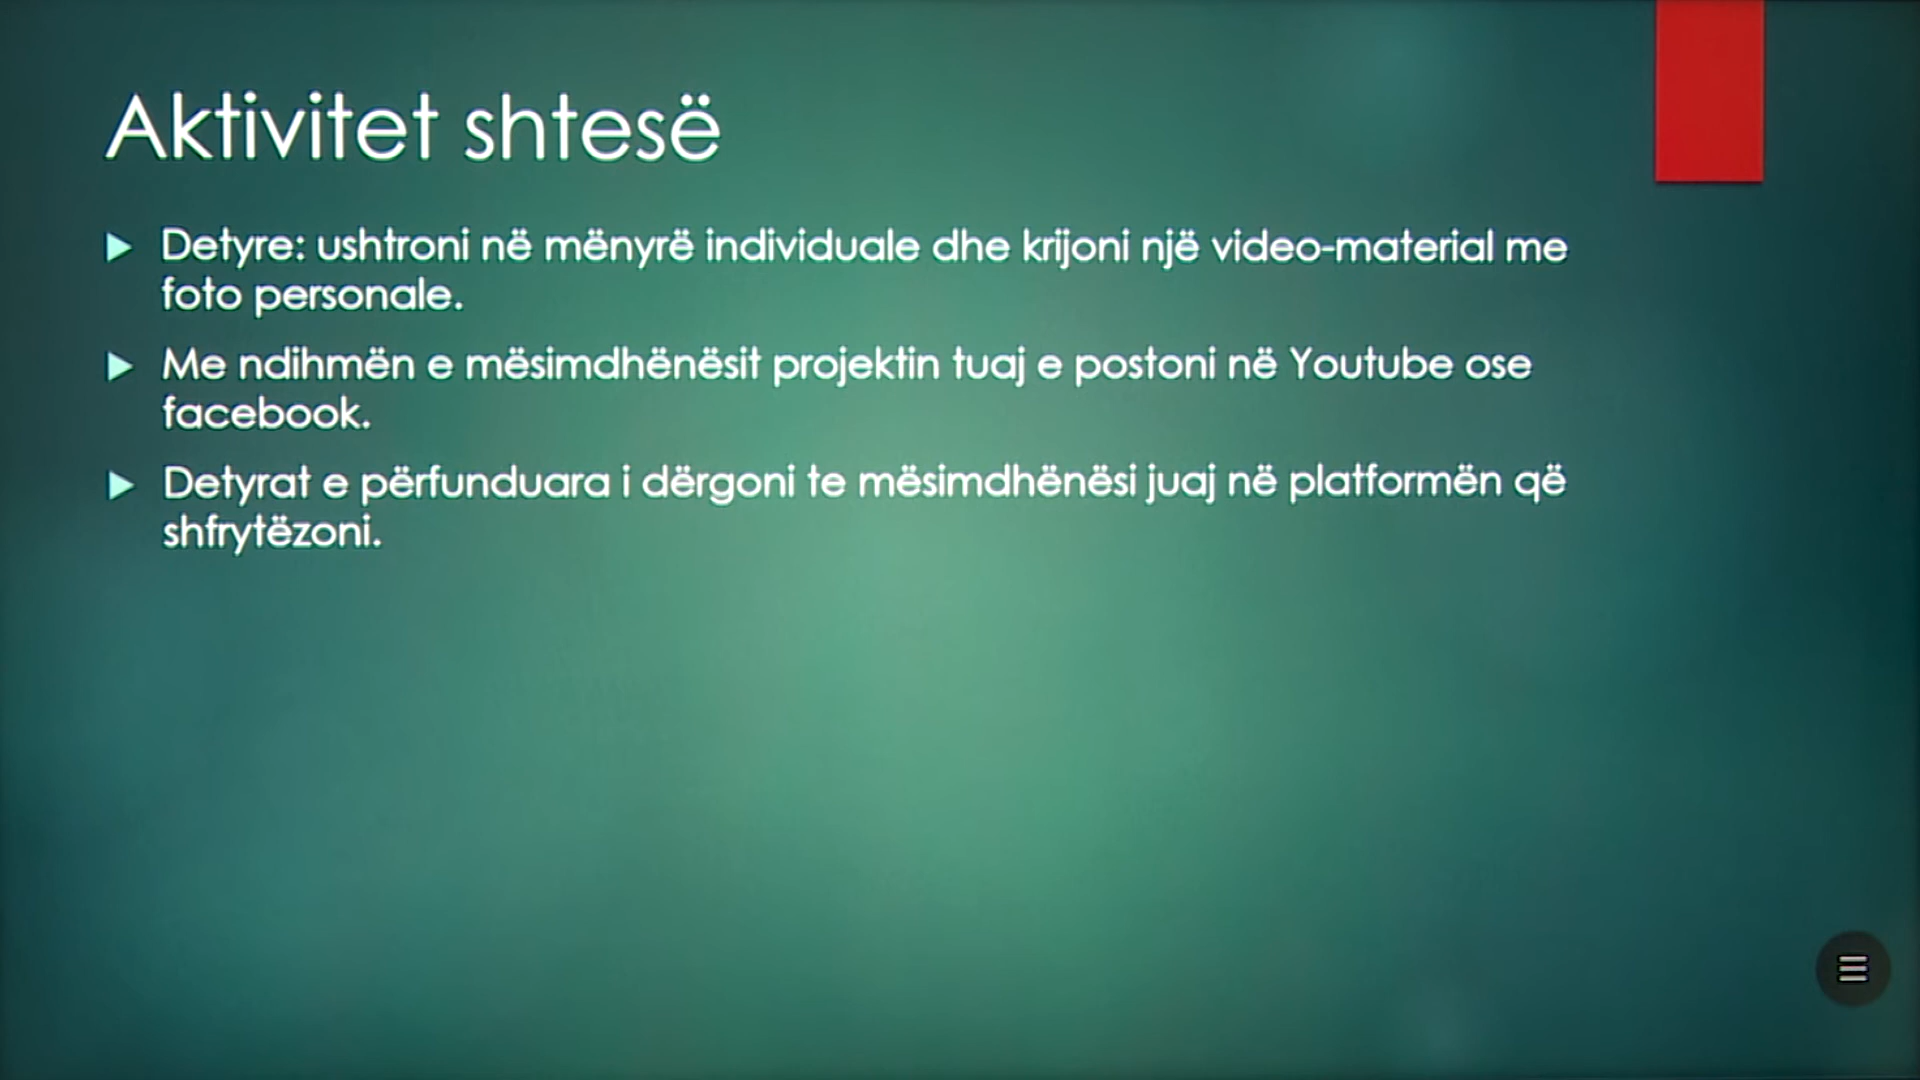 Aktivitet shtesë
Detyre: ushtroni në mënyrë individuale dhe krijoni një video-material me
foto personale.
Me ndihmën e mësimdhënësit projektin tuaj e postoni në Youtube ose
facebook.
Detyrat e përfunduara i dërgoni te mësimdhënësi juaj në platformën që
shfrytëzoni.